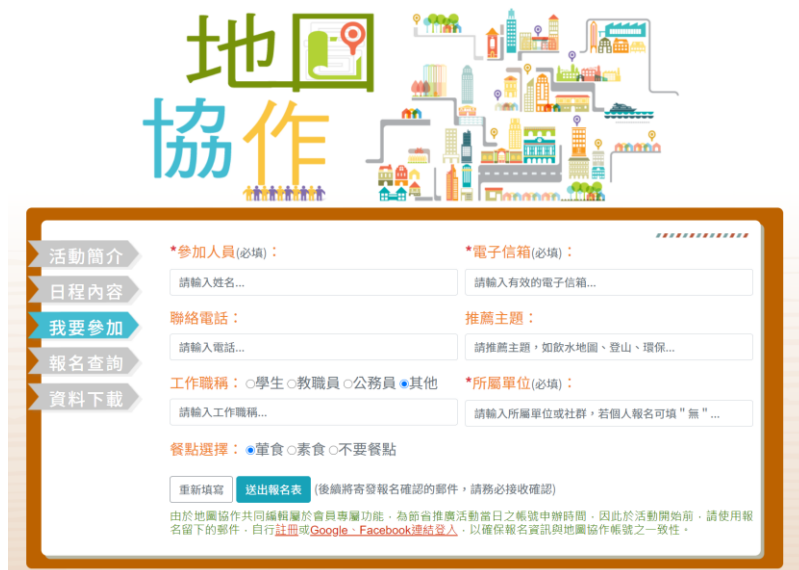 地圖
協作
活動簡介
日程內容
我要參加
報名查詢
資料下載
*參加人員(必填)：
*電子信箱(必填)：
請輸入姓名...
請輸入有效的電子信箱...
聯絡電話：
推薦主題：
請輸入電話...
請推薦主題，如飲水地圖、登山、環保...
工作職稱：○學生○教職員○公務員◉其他
*所屬單位(必填)：
請輸入工作職稱...
請輸入所屬單位或社群，若個人報名可填＂無＂...
餐點選擇：◉葷食○素食○不要餐點
重新填寫 送出報名表 (後續將寄發報名確認的郵件，請務必接收確認)
由於地圖協作共同編輯屬於會員專屬功能，為節省推廣活動當日之帳號申辦時間，因此於活動開始前，請使用報
名留下的郵件，自行註冊或Google、Facebook連結登入，以確保報名資訊與地圖協作帳號之一致性。